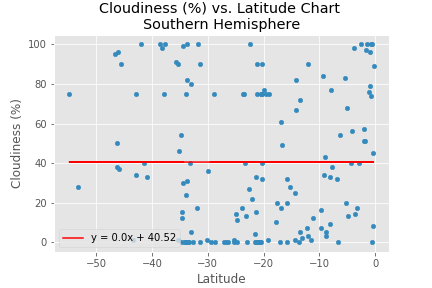 Cloudiness (%) vs. Latitude Chart
Southern Hemisphere
Cloudiness (%)
100
80
60
40
20
0
y = 0.0x + 40.52
−50
−40
−30
−20
−10
0
Latitude